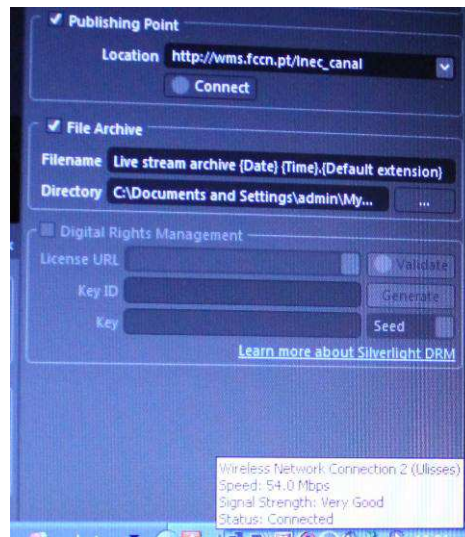 Publishing Point
Location http://wms.fccn.pt/Inec_canal
Connect
File Archive
Filename Live stream archive {Date} {Time}.{Default extension}
Directory C:\Documents and Settings\admin\My... ...
Digital Rights Management
License URL Validate
Key ID Generate
Key Seed
Learn more about Silverlight DRM
Wireless Network Connection 2 (Ulisses)
Speed: 54.0 Mbps
Signal Strength: Very Good
Status: Connected